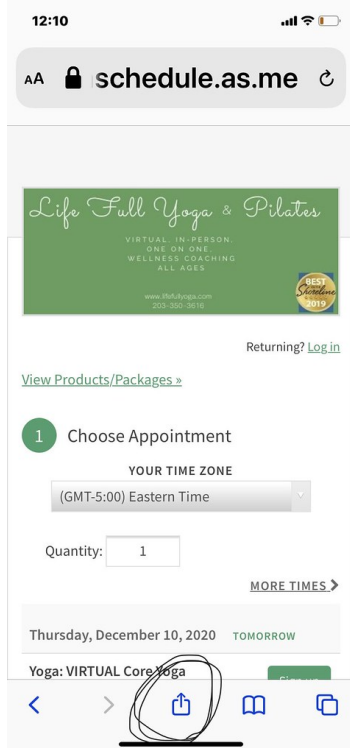 12:10
AA schedule.as.me
Life Full Yoga & Pilates
VIRTUAL, IN-PERSON,
ONE ON ONE,
WELLNESS COACHING
ALL AGES
www.lifefullyoga.com
203-350-3616
BEST
Shoreline
2019
Returning? Log in
View Products/Packages »
1 Choose Appointment
YOUR TIME ZONE
(GMT-5:00) Eastern Time
Quantity: 1
MORE TIMES
Thursday, December 10, 2020 TOMORROW
Yoga: VIRTUAL Core Yoga
Sign up